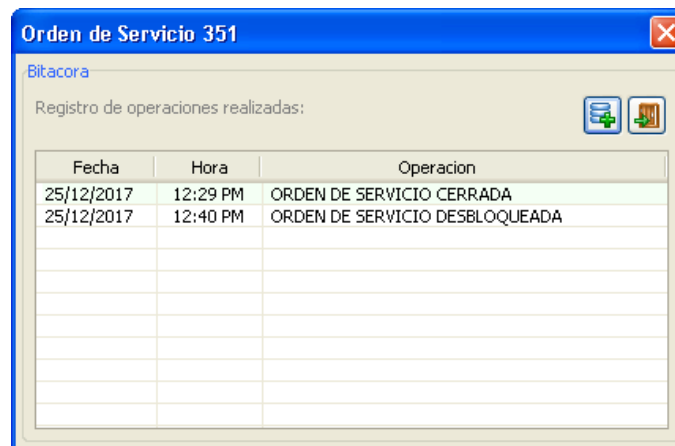 Orden de Servicio 351
Bitacora
Registro de operaciones realizadas:
Fecha Hora Operacion
25/12/2017 12:29 PM ORDEN DE SERVICIO CERRADA
25/12/2017 12:40 PM ORDEN DE SERVICIO DESBLOQUEADA